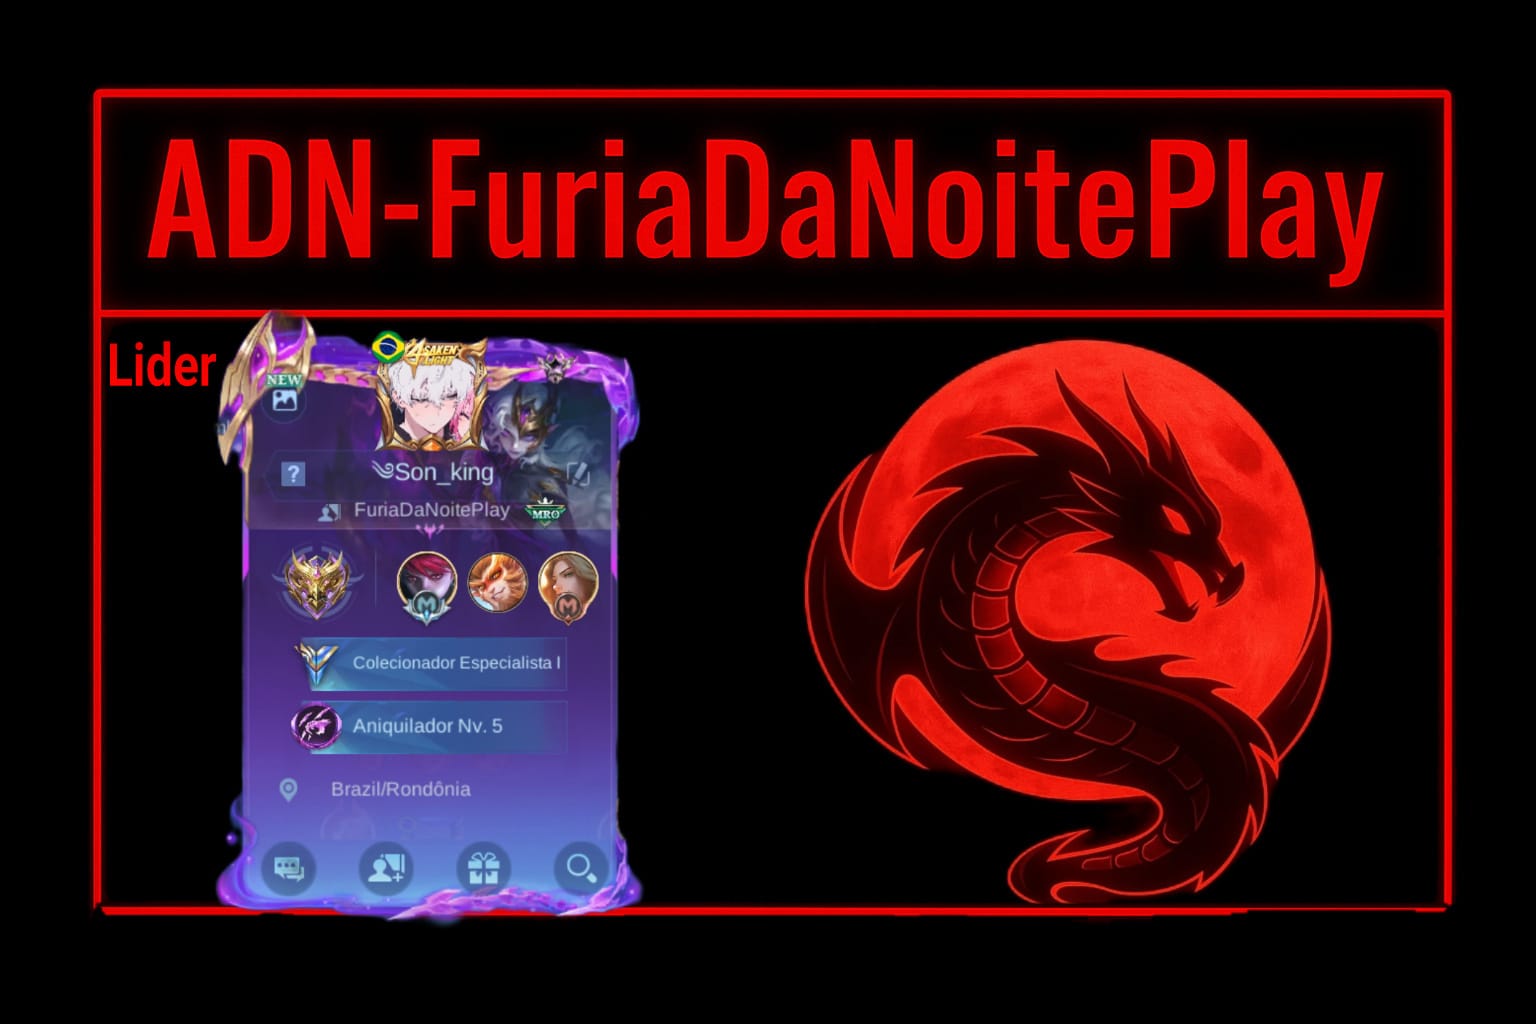 ADN-FuriaDaNoitePlay
Lider
NEW
Son_king
FuriaDaNoitePlay
MRO
Colecionador Especialista I
Aniquilador Nv. 5
Brazil/Rondônia